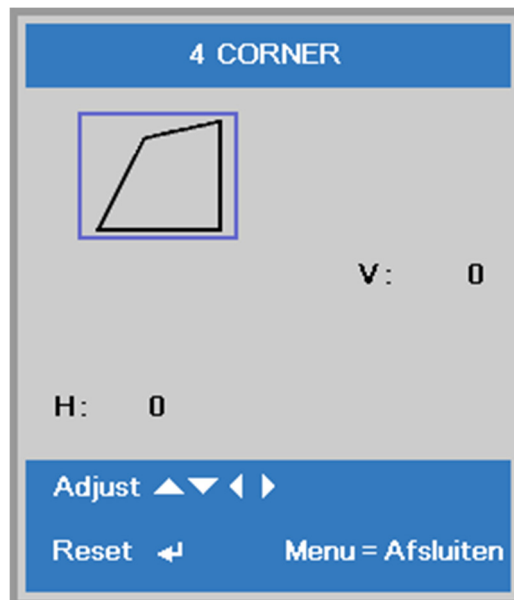 4 CORNER
V: 0
H: 0
Adjust ▲▼◀ ▶
Reset ↵ Menu = Afsluiten